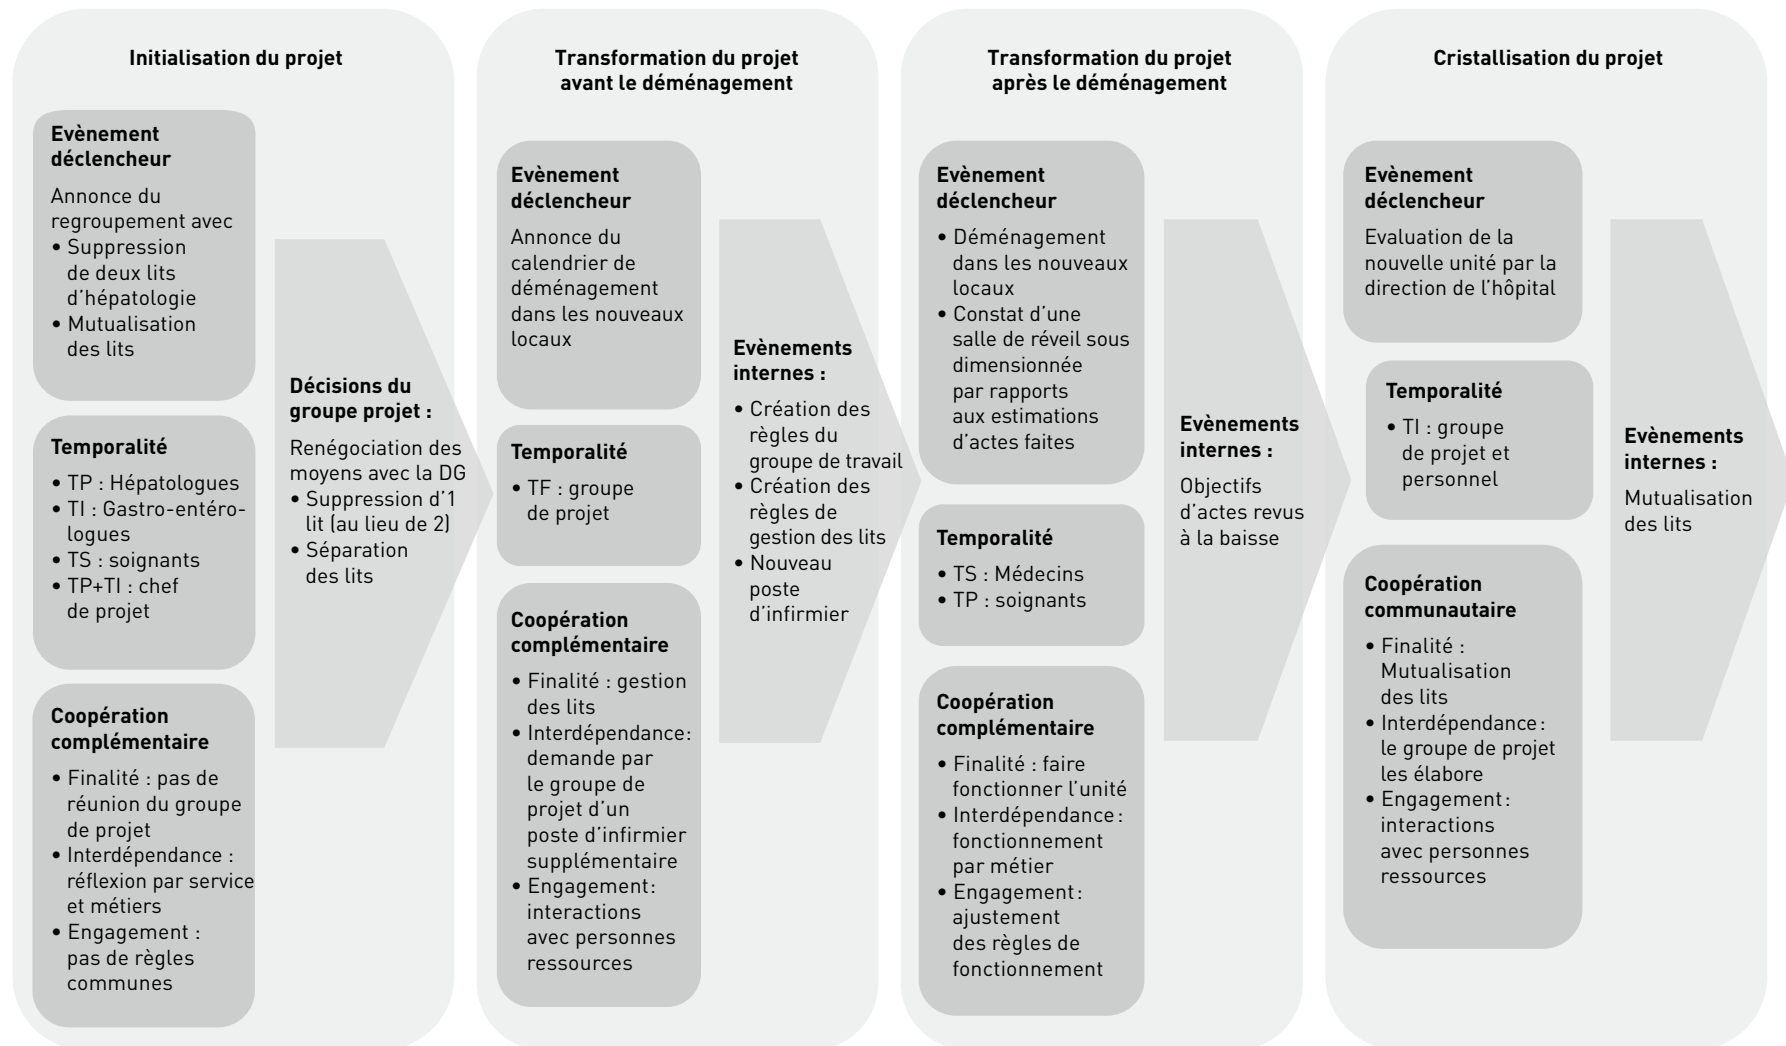 Initialisation du projet
Evènement
déclencheur
Annonce du
regroupement avec
• Suppression
de deux lits
d'hépatologie
• Mutualisation
des lits
Temporalité
• TP : Hépatologues
• TI : Gastro-entéro-
logues
• TS : soignants
• TP+TI : chef
de projet
Coopération
complémentaire
• Finalité : pas de
réunion du groupe
de projet
• Interdépendance :
réflexion par service
et métiers
• Engagement :
pas de règles
communes
Décisions du
groupe projet :
Renégociation des
moyens avec la DG
• Suppression d'1
lit (au lieu de 2)
• Séparation
des lits
Transformation du projet
avant le déménagement
Evènement
déclencheur
Annonce du
calendrier de
déménagement
dans les nouveaux
locaux
Temporalité
• TF : groupe
de projet
Coopération
complémentaire
• Finalité : gestion
des lits
• Interdépendance :
demande par
le groupe de
projet d'un
poste d'infirmier
supplémentaire
• Engagement :
interactions
avec personnes
ressources
Evènements
internes :
• Création des
règles du
groupe de travail
• Création des
règles de
gestion des lits
• Nouveau
poste
d'infirmier
Transformation du projet
après le déménagement
Evènement
déclencheur
• Déménagement
dans les nouveaux
locaux
• Constat d'une
salle de réveil sous
dimensionnée
par rapports
aux estimations
d'actes faites
Temporalité
• TS : Médecins
• TP : soignants
Coopération
complémentaire
• Finalité : faire
fonctionner l'unité
• Interdépendance :
fonctionnement
par métier
• Engagement :
ajustement
des règles de
fonctionnement
Evènements
internes :
Objectifs
d'actes revus
à la baisse
Cristallisation du projet
Evènement
déclencheur
Evaluation de la
nouvelle unité par la
direction de l'hôpital
Temporalité
• TI : groupe
de projet et
personnel
Coopération
communautaire
• Finalité :
Mutualisation
des lits
• Interdépendance :
le groupe de projet
les élabore
• Engagement :
interactions
avec personnes
ressources
Evènements
internes :
Mutualisation
des lits